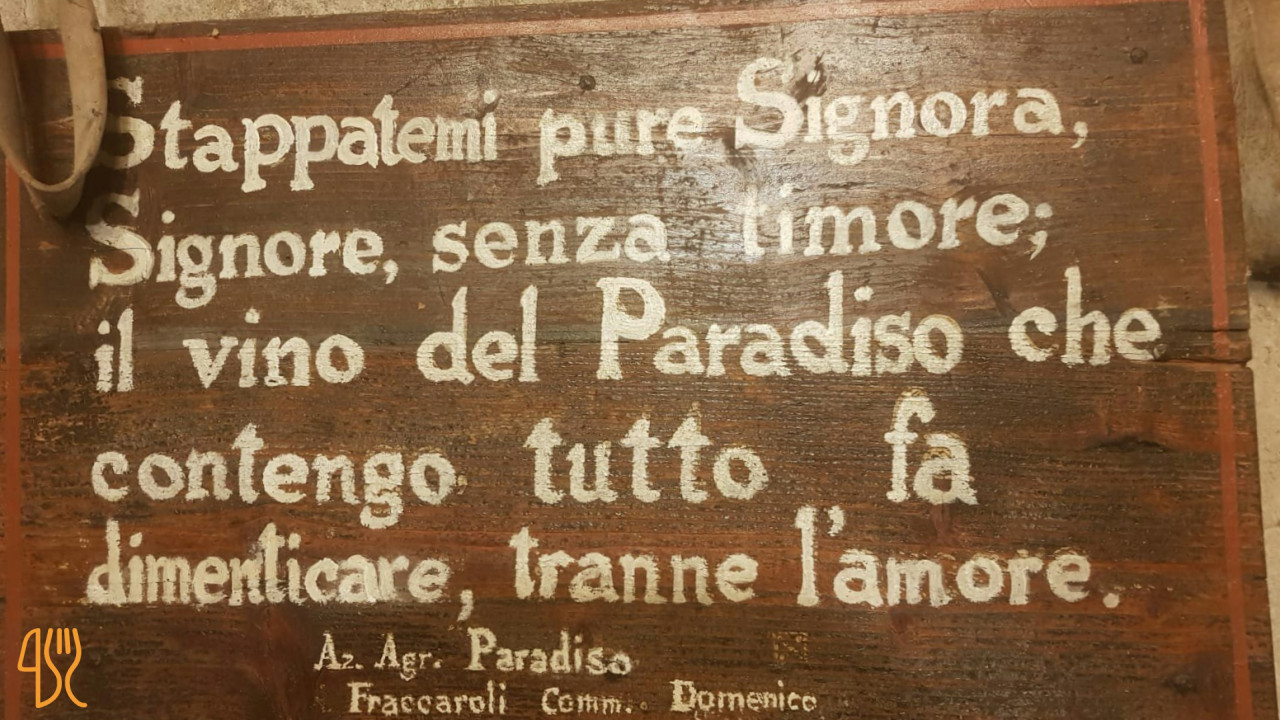 Stappatemi pure Signora,
Signore, senza timore;
il vino del Paradiso che
contengo tutto fa
dimenticare, tranne l'amore.
Az. Agr. Paradiso
Fraccaroli Comm. Domenico